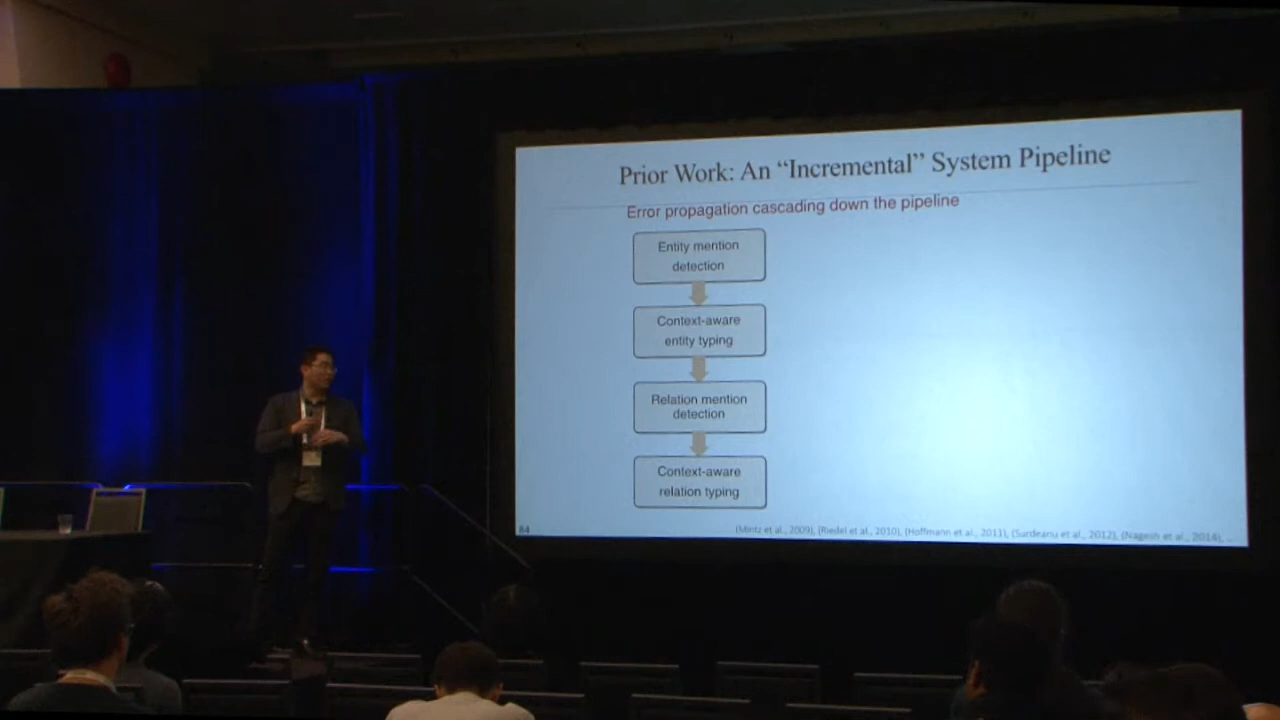 Prior Work: An “Incremental” System Pipeline
Error propagation cascading down the pipeline
Entity mention
detection
Context-aware
entity typing
Relation mention
detection
Context-aware
relation typing
84
(Mintz et al., 2009), (Riedel et al., 2010), (Hoffmann et al., 2011), (Surdeanu et al., 2012), (Nagesh et al., 2014), ...